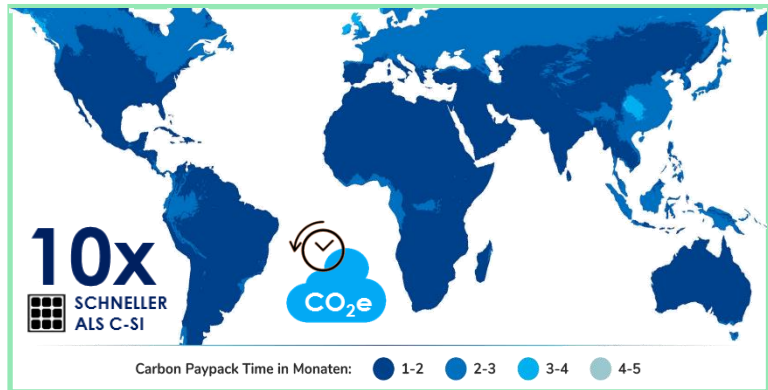 10x
SCHNELLER
ALS C-SI
CO₂e
Carbon Paypack Time in Monaten: 1-2 2-3 3-4 4-5